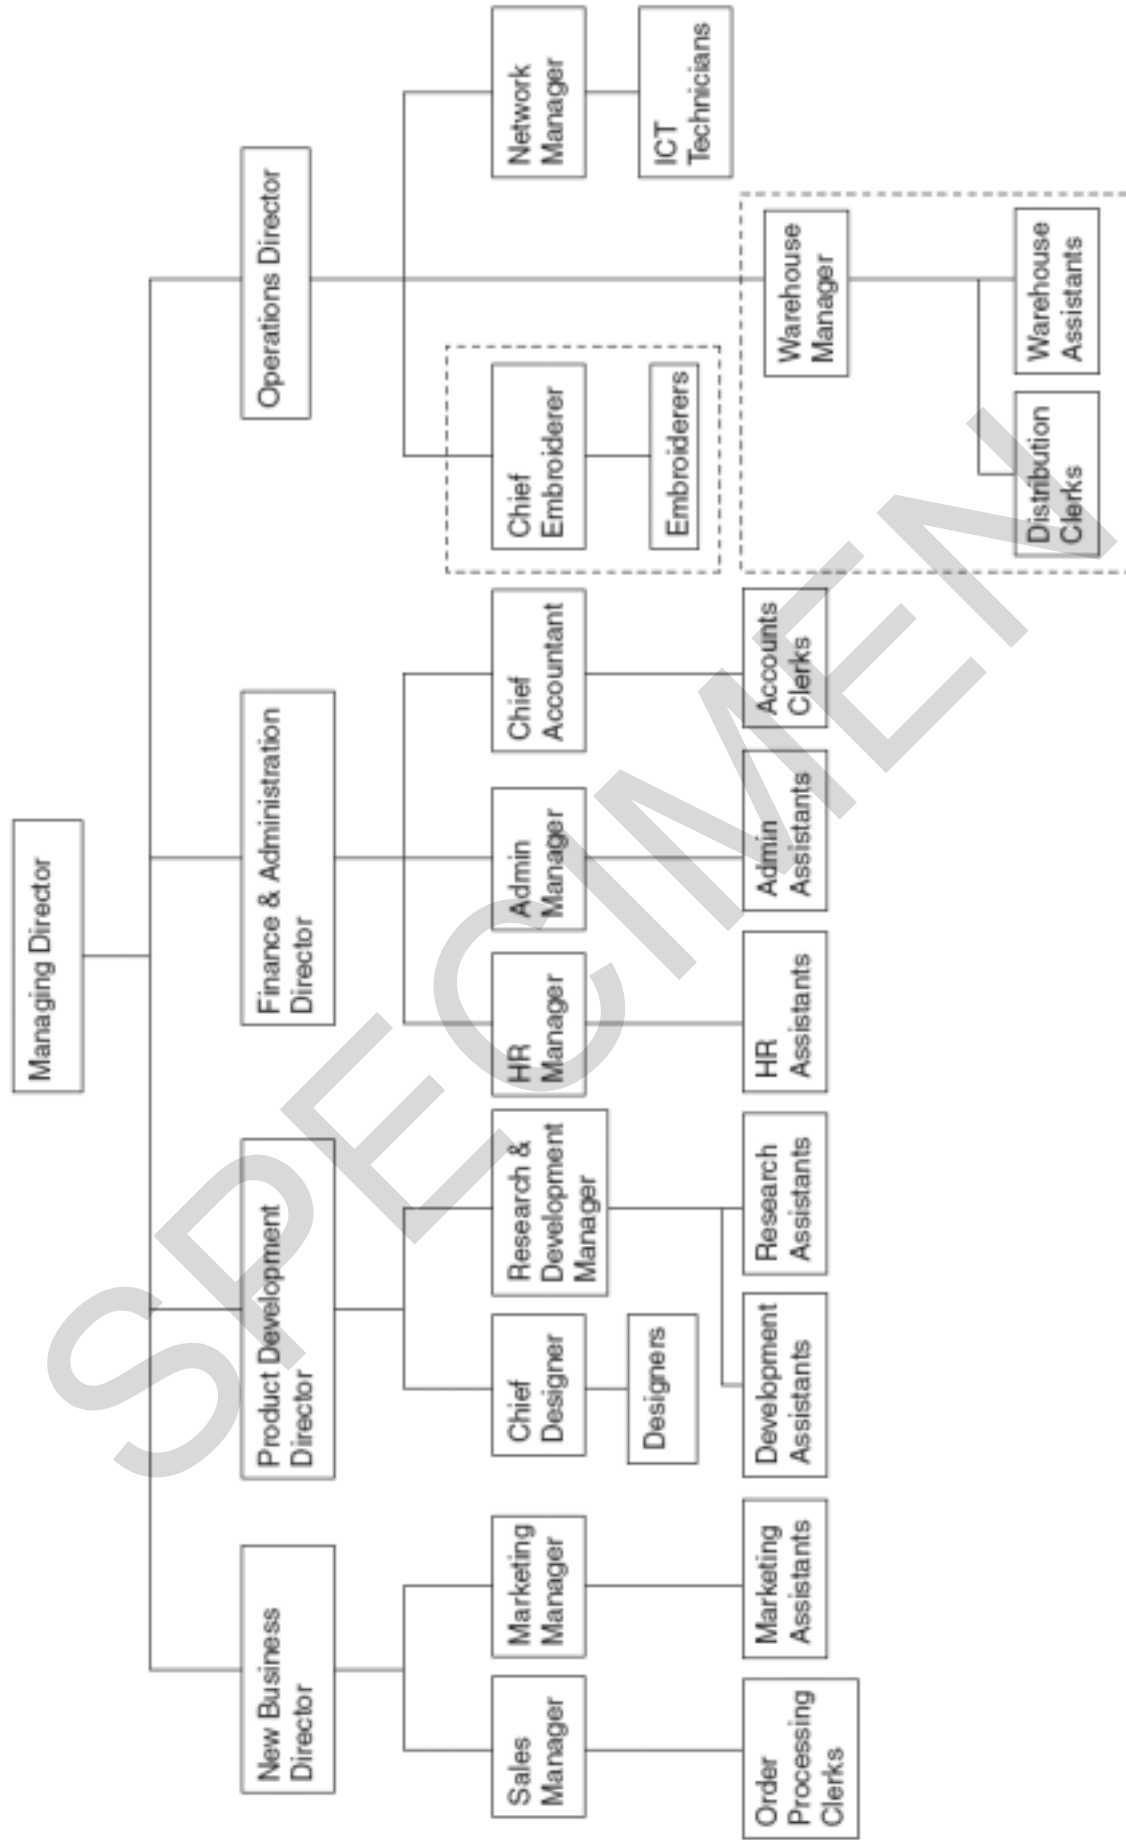 Managing Director
New Business
Director
Product Development
Director
Finance & Administration
Director
Operations Director
Sales
Manager
Marketing
Manager
Chief
Designer
Research &
Development
Manager
HR
Manager
Admin
Manager
Chief
Accountant
Chief
Embroiderer
Network
Manager
Designers
Embroiderers
ICT
Technicians
Order
Processing
Clerks
Marketing
Assistants
Development
Assistants
Research
Assistants
HR
Assistants
Admin
Assistants
Accounts
Clerks
Warehouse
Manager
Distribution
Clerks
Warehouse
Assistants
SPECIMEN